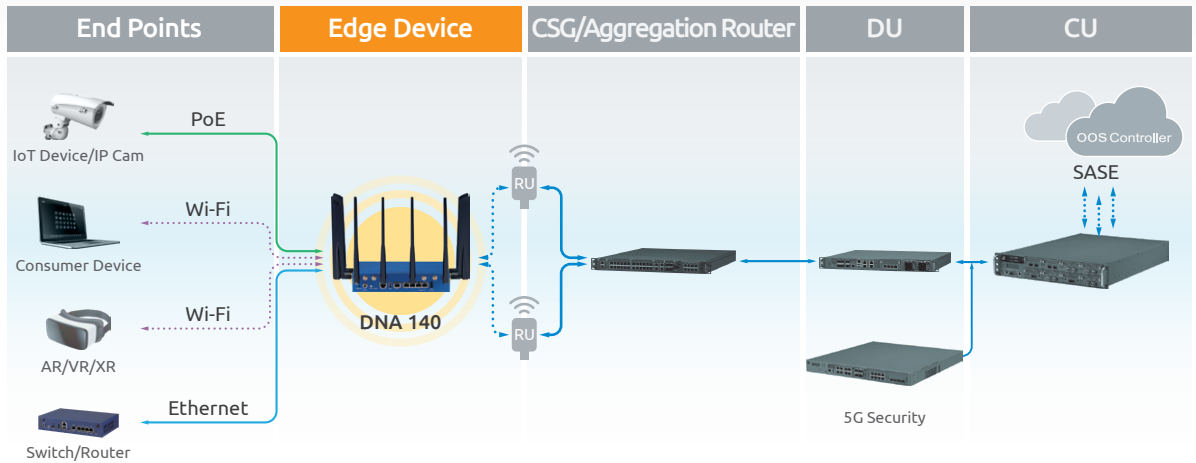 End Points
Edge Device
CSG/Aggregation Router
DU
CU
PoE
IoT Device/IP Cam
Wi-Fi
Consumer Device
Wi-Fi
AR/VR/XR
Ethernet
Switch/Router
DNA 140
RU
RU
5G Security
OOS Controller
SASE